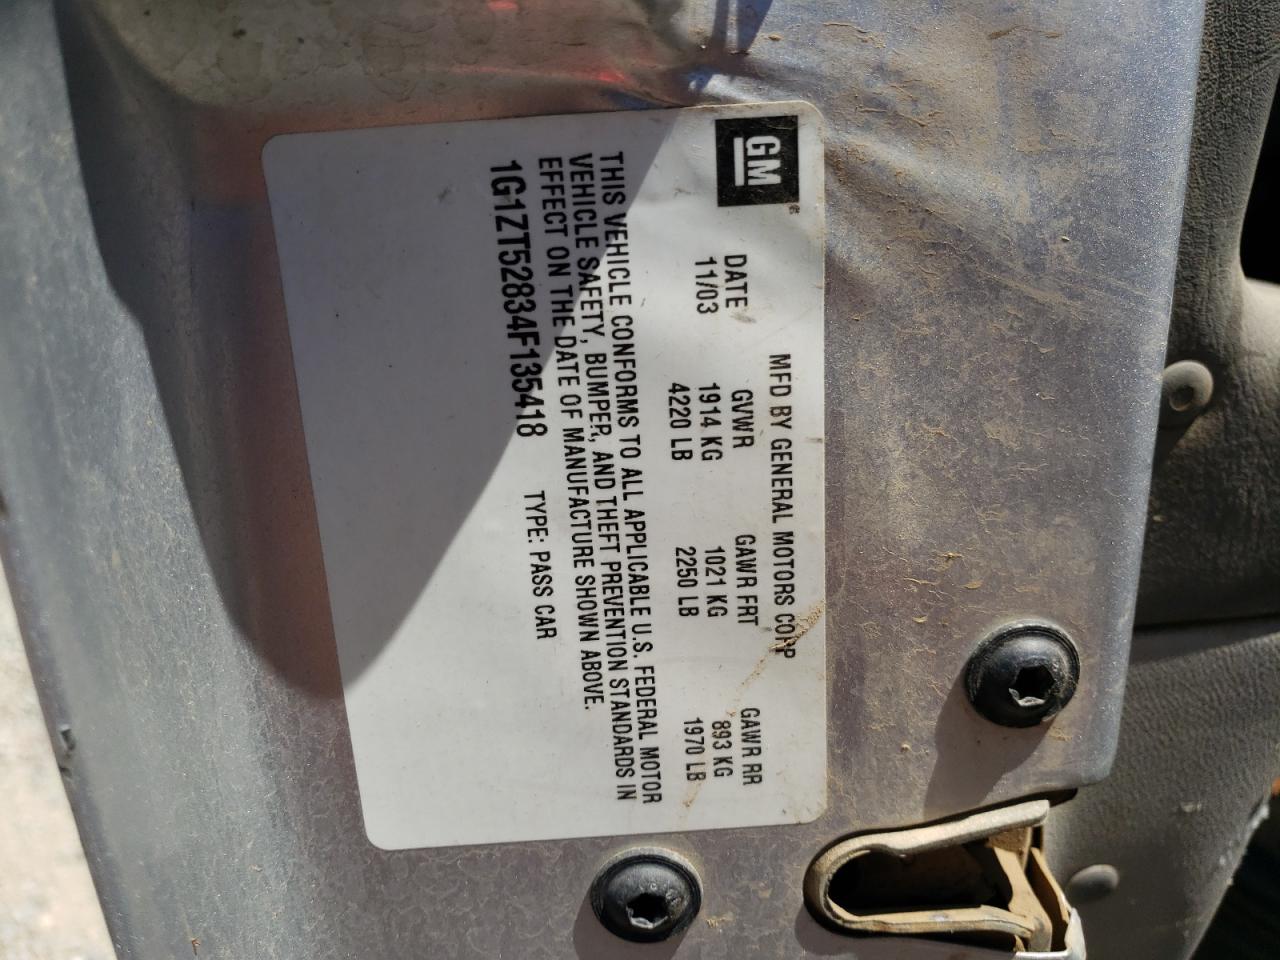 GM
MFD BY GENERAL MOTORS CORP
DATE GVWR GAWR FRT GAWR RR
11/03 1914 KG 1021 KG 893 KG
4220 LB 2250 LB 1970 LB
THIS VEHICLE CONFORMS TO ALL APPLICABLE U.S. FEDERAL MOTOR
VEHICLE SAFETY, BUMPER, AND THEFT PREVENTION STANDARDS IN
EFFECT ON THE DATE OF MANUFACTURE SHOWN ABOVE.
1G1ZT52834F135418 TYPE: PASS CAR